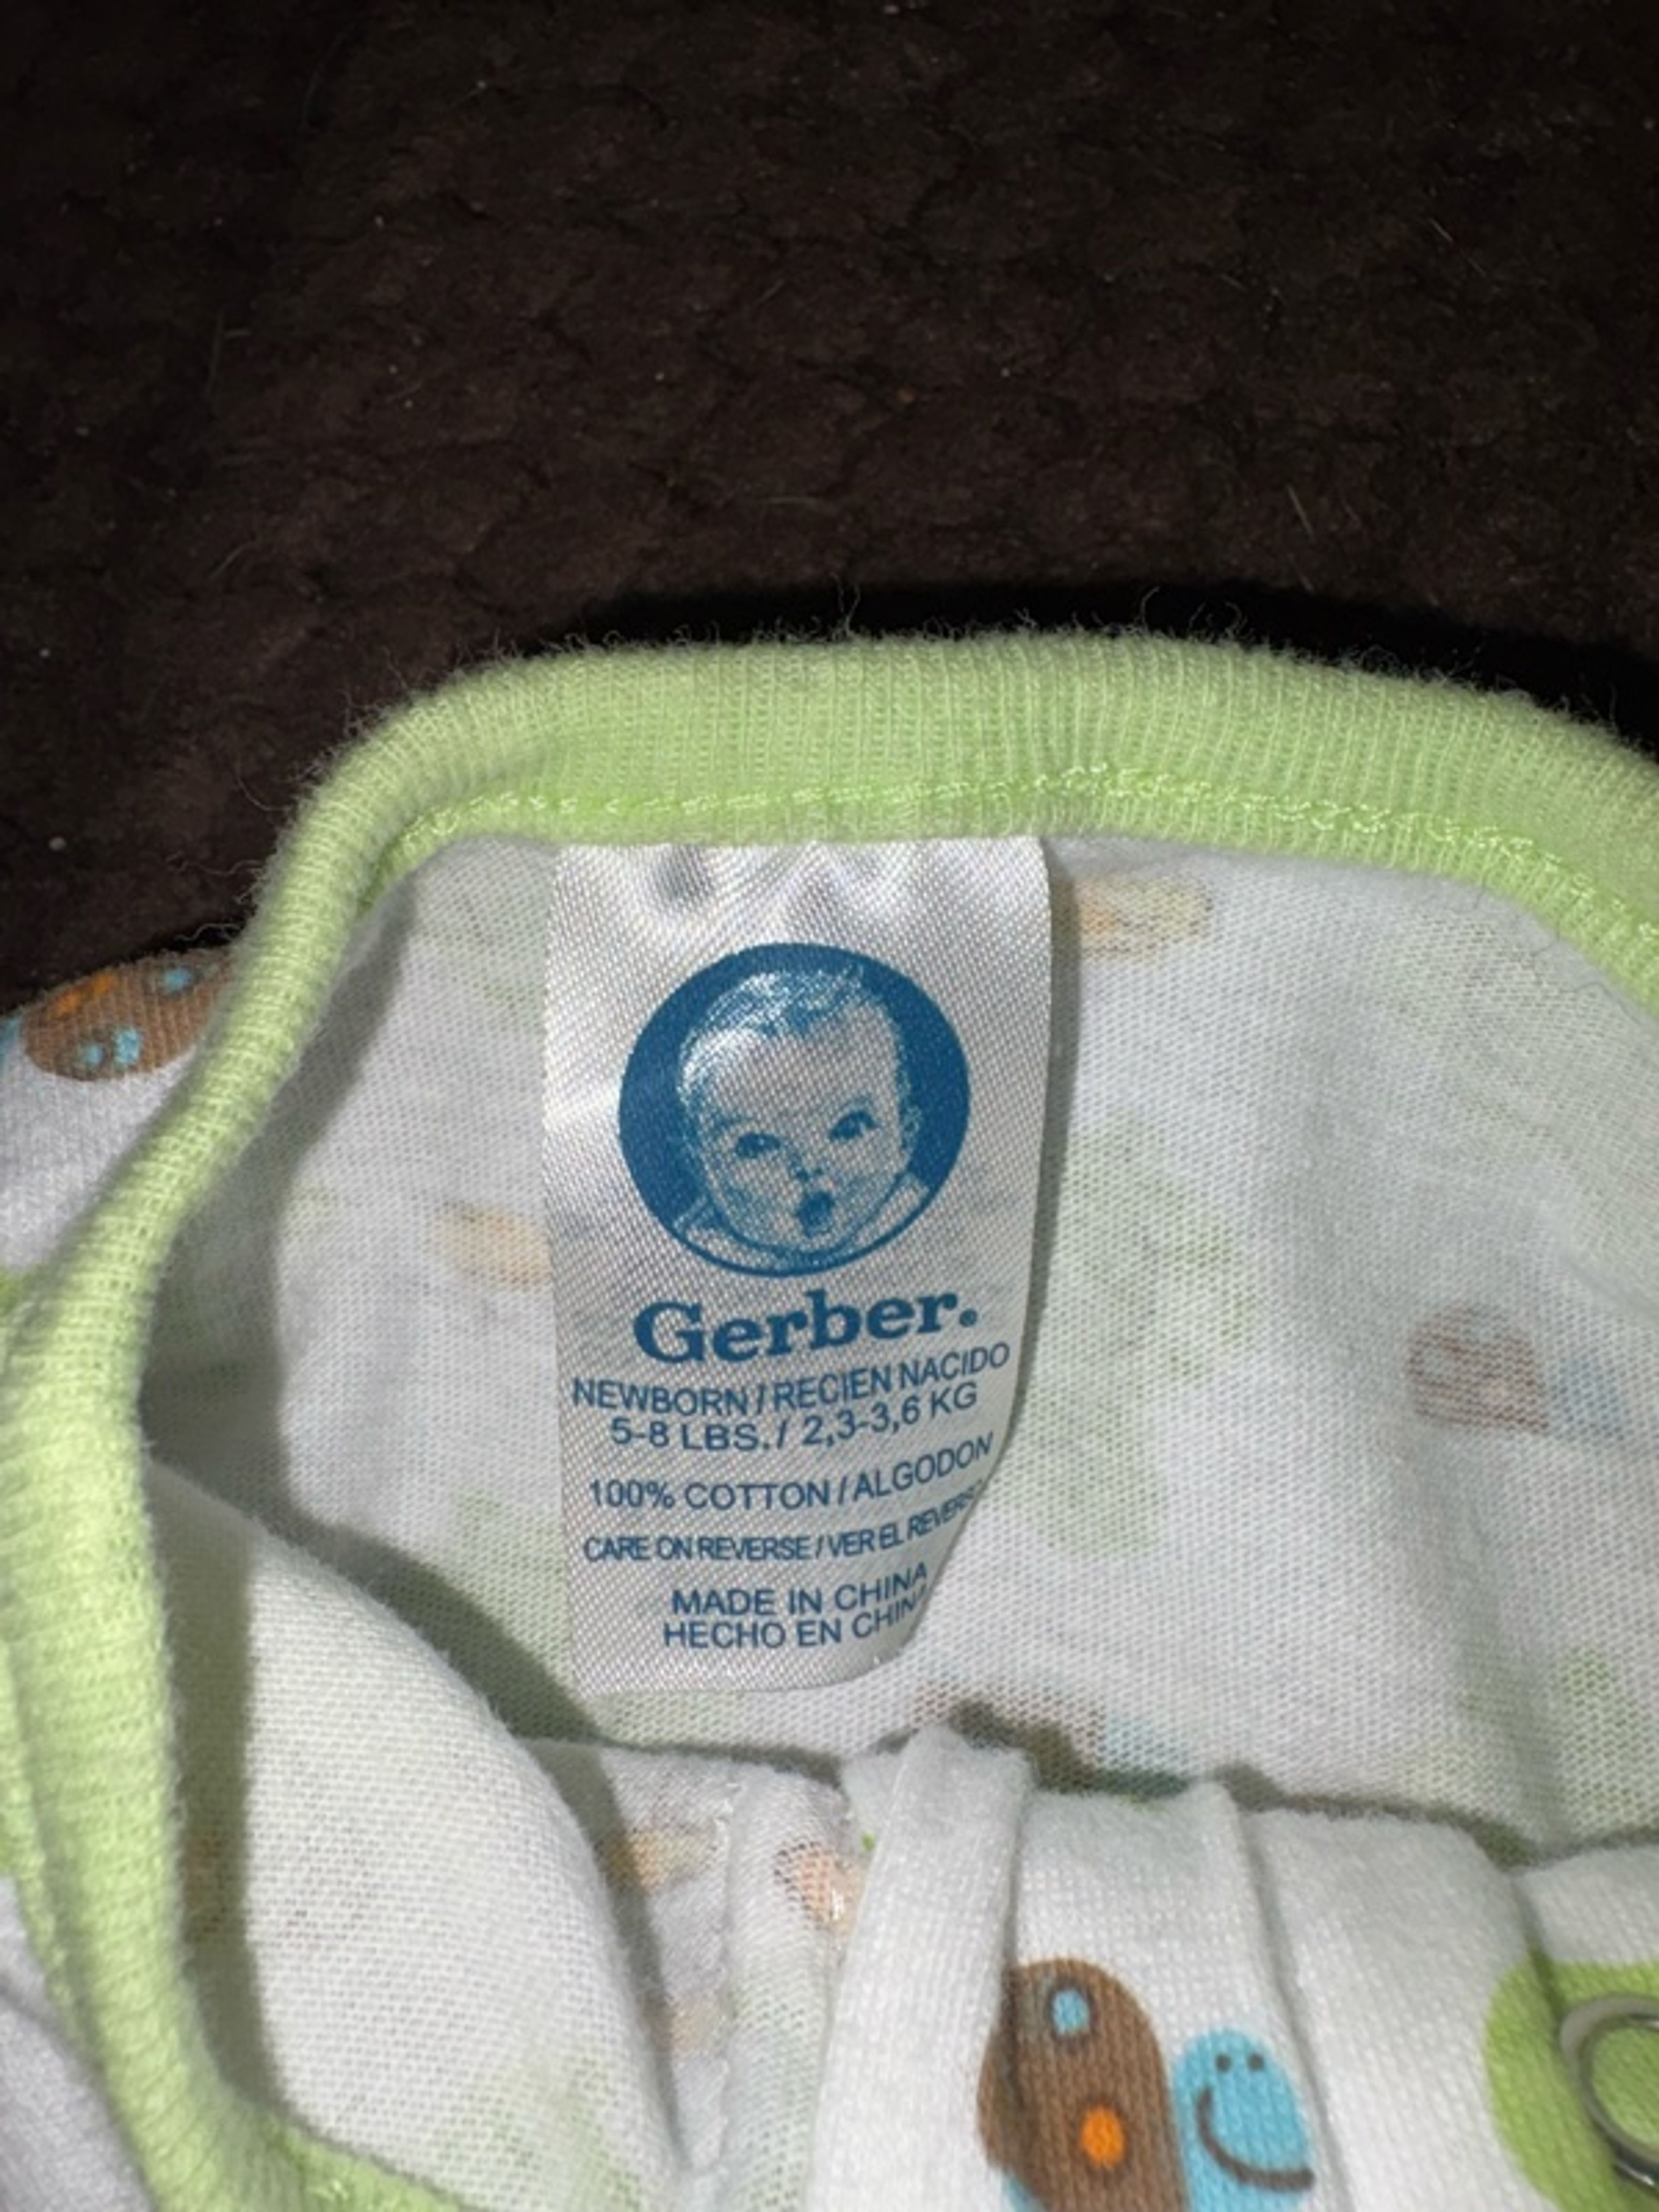 Gerber.
NEWBORN / RECIEN NACIDO
5-8 LBS. / 2,3-3,6 KG
100% COTTON / ALGODON
CARE ON REVERSE / VER EL REVERSO
MADE IN CHINA
HECHO EN CHINA